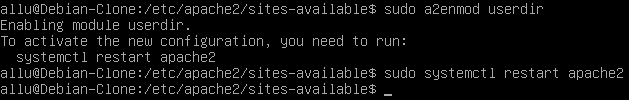 allu@Debian-Clone:/etc/apache2/sites-available$ sudo a2enmod userdir
Enabling module userdir.
To activate the new configuration, you need to run:
  systemctl restart apache2
allu@Debian-Clone:/etc/apache2/sites-available$ sudo systemctl restart apache2
allu@Debian-Clone:/etc/apache2/sites-available$ _